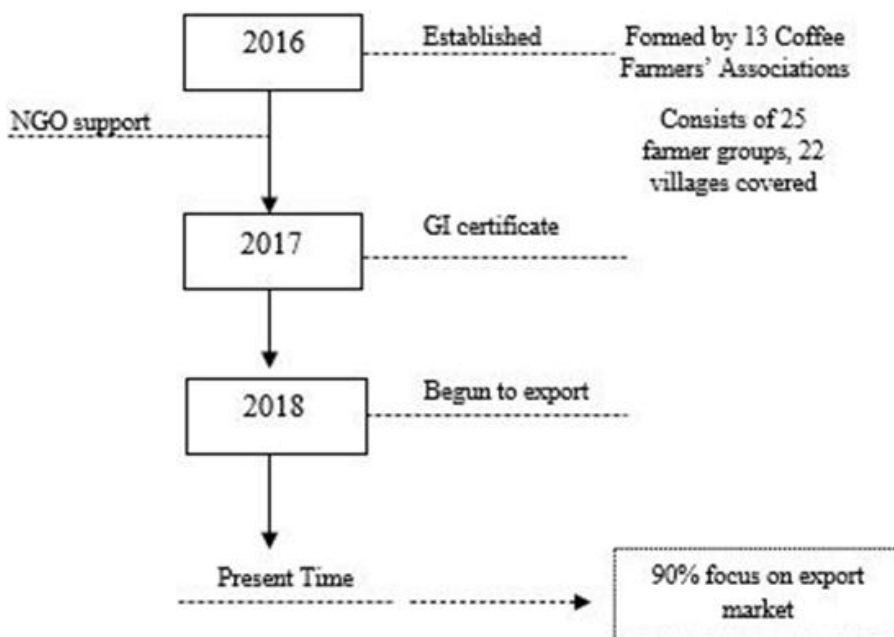 2016
Established
Formed by 13 Coffee
Farmers’ Associations
NGO support
Consists of 25
farmer groups, 22
villages covered
2017
GI certificate
2018
Begun to export
Present Time
90% focus on export
market